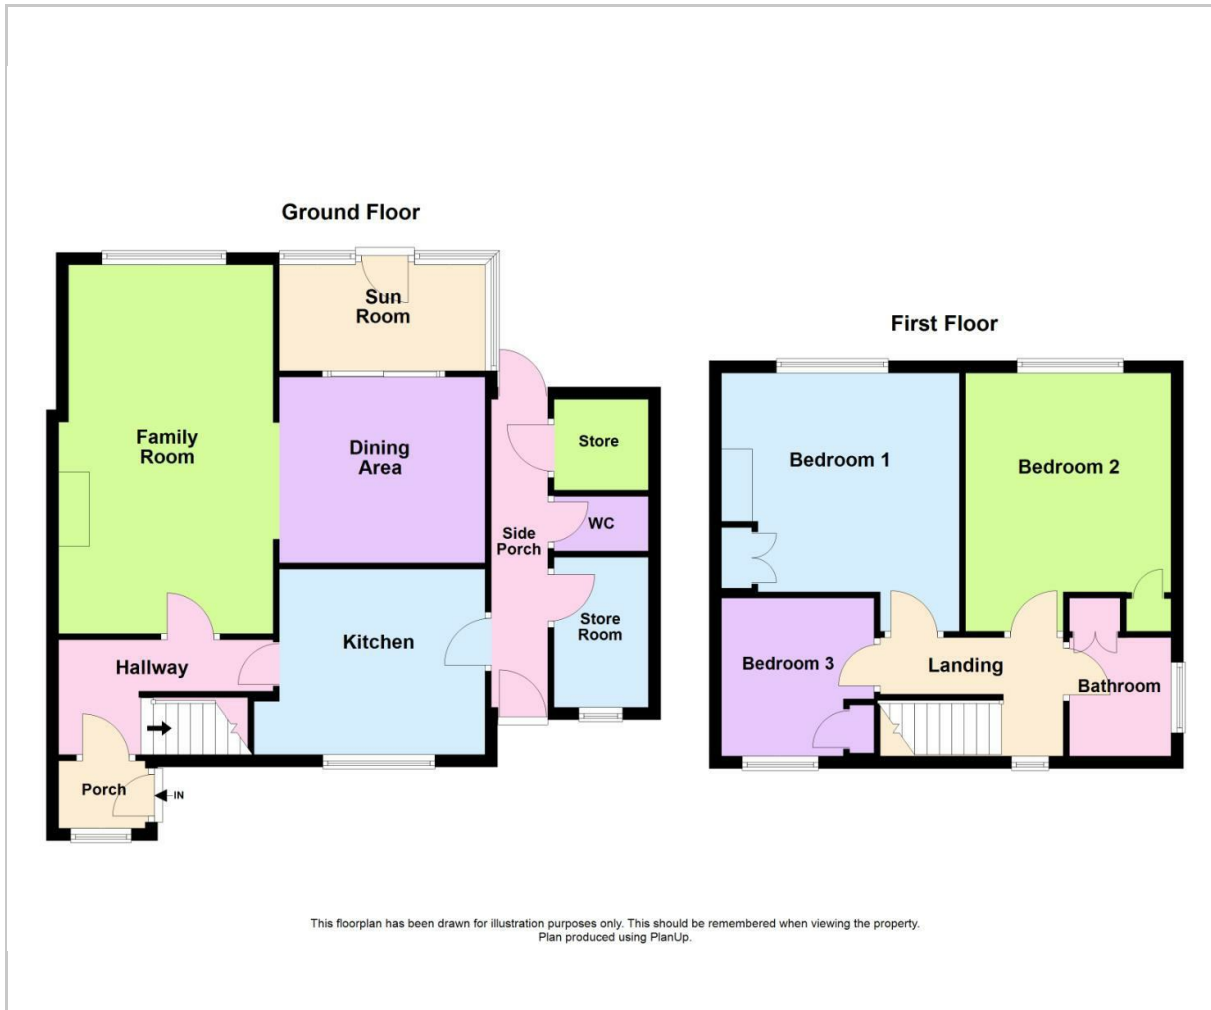 Ground Floor
Sun
Room
Family
Room
Dining
Area
Store
WC
Side
Porch
Store
Room
Kitchen
Hallway
Porch
IN
First Floor
Bedroom 1
Bedroom 2
Bedroom 3
Landing
Bathroom
This floorplan has been drawn for illustration purposes only. This should be remembered when viewing the property.
Plan produced using PlanUp.